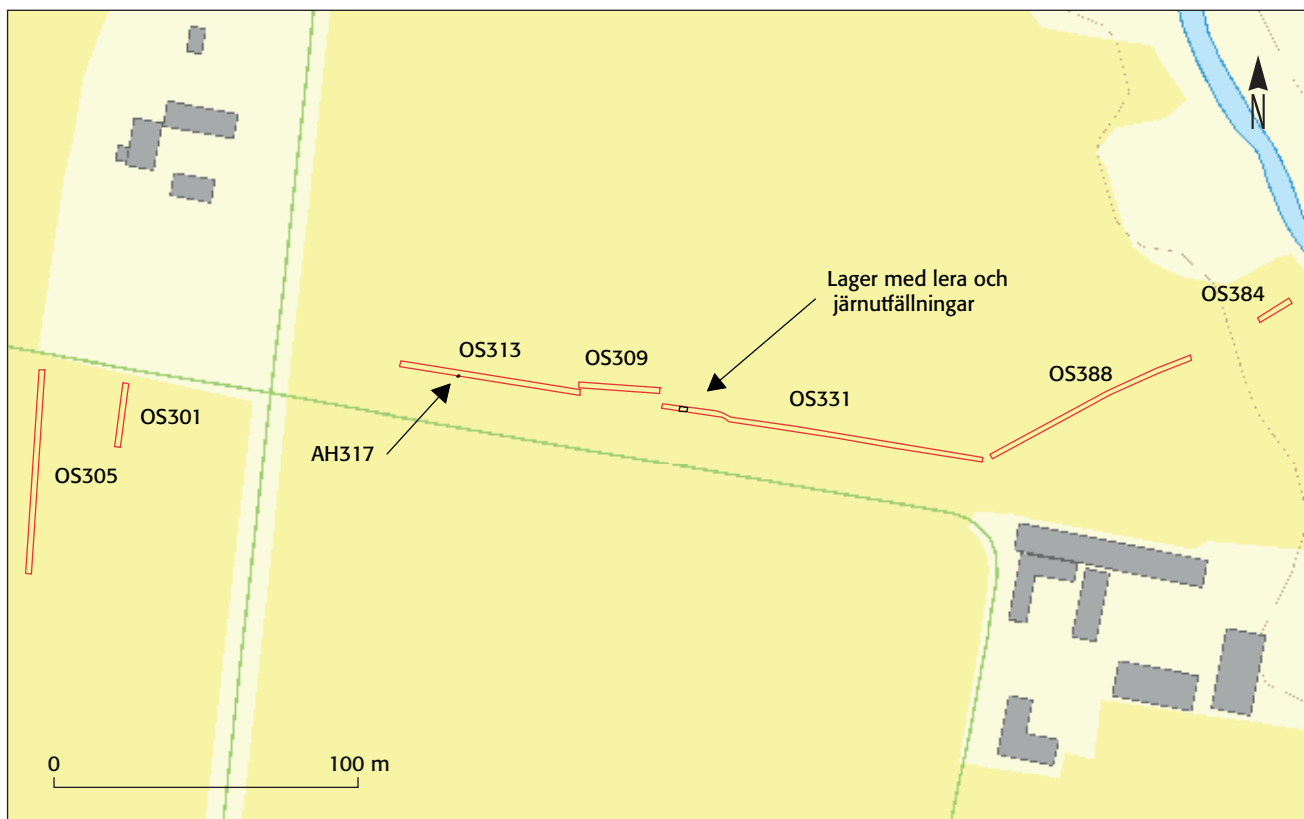 N
OS384
Lager med lera och
järnutfällningar
OS313
OS309
OS388
OS331
OS301
AH317
OS305
0 100 m